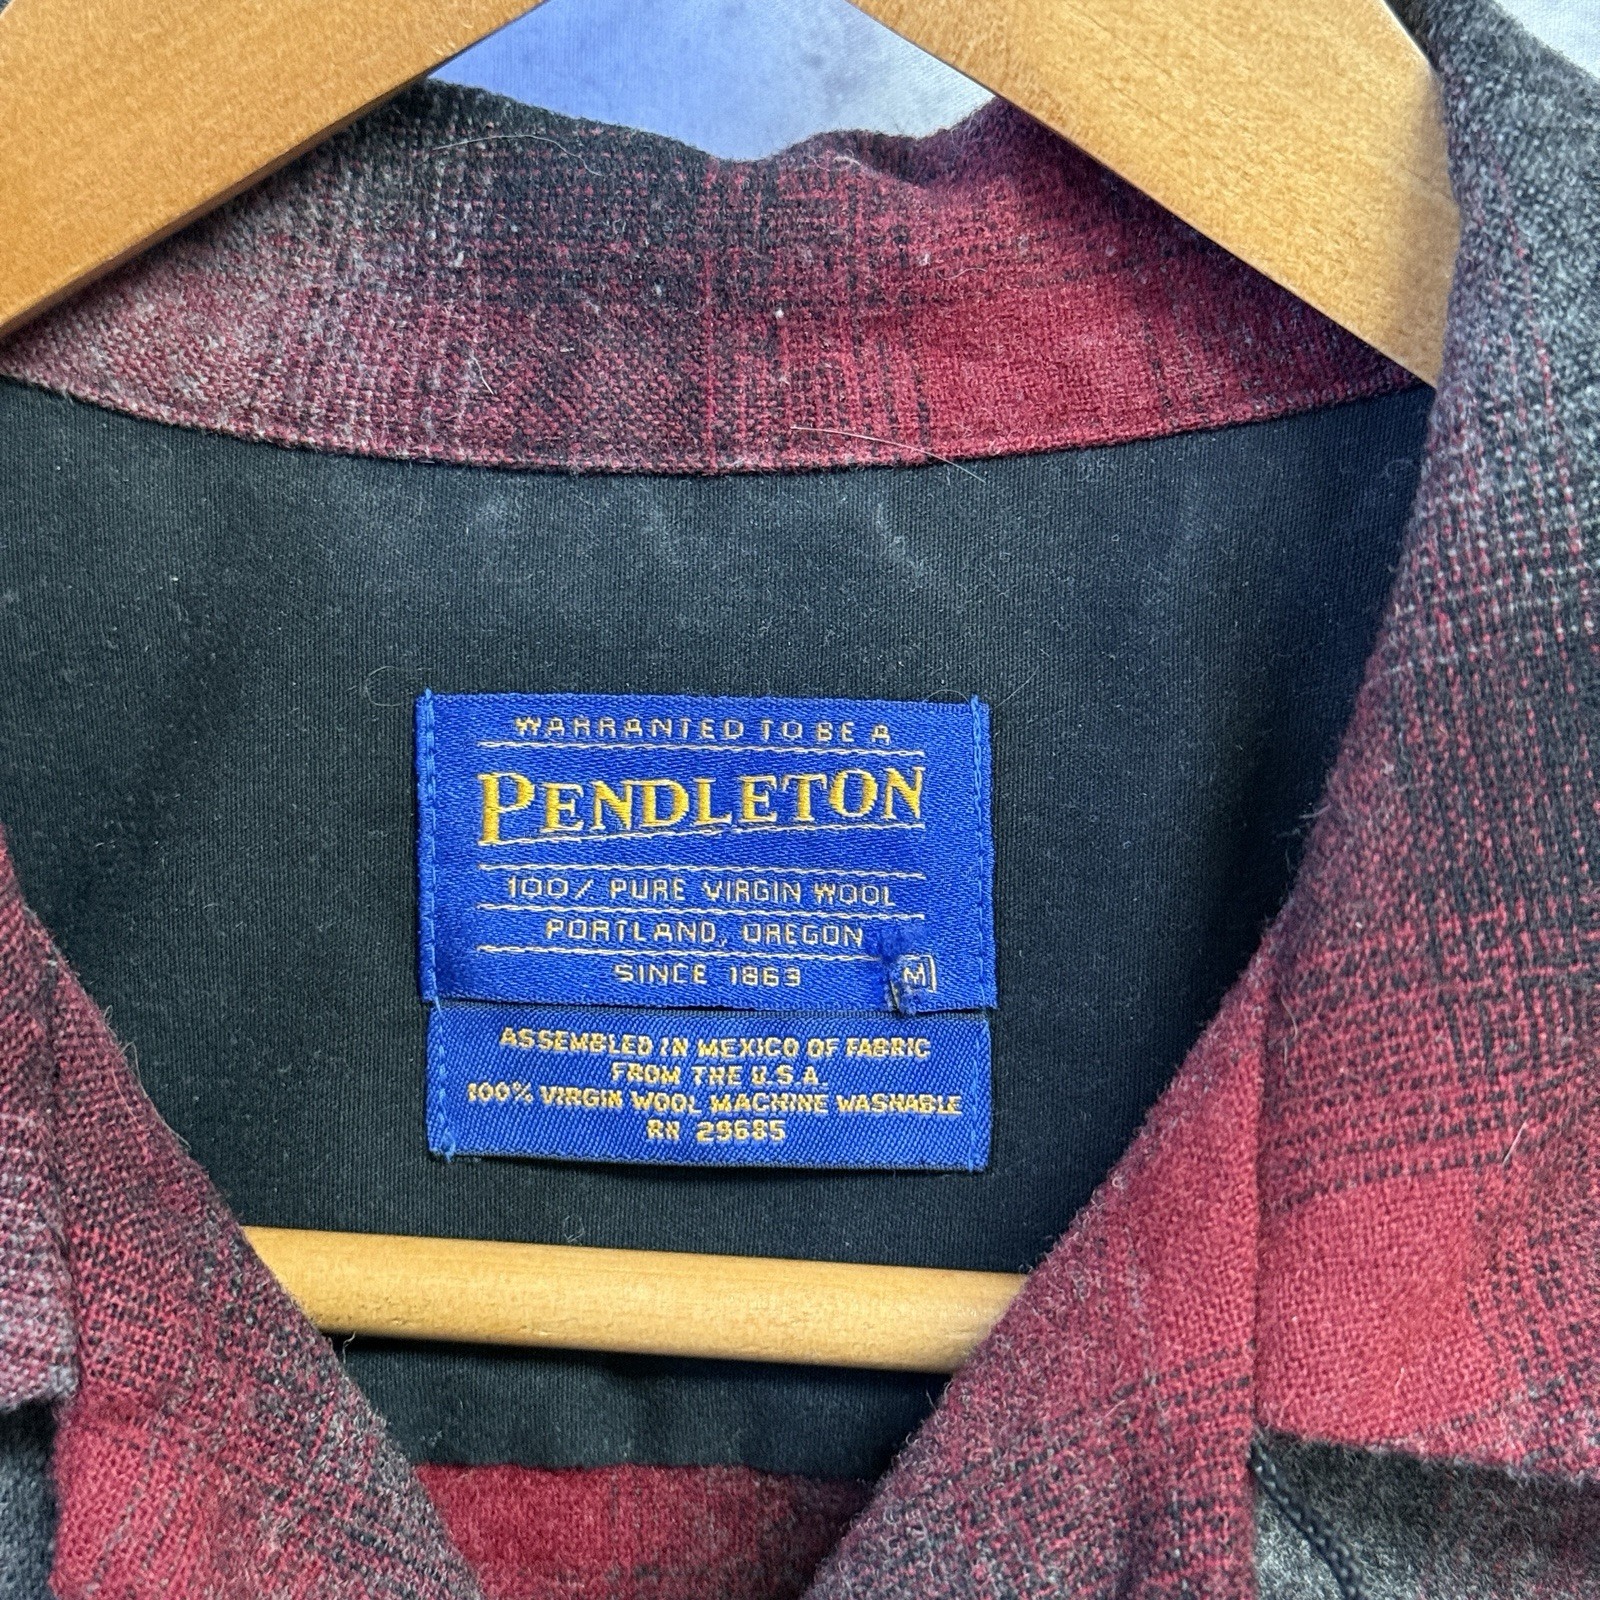 WARRANTED TO BE A
PENDLETON
100% PURE VIRGIN WOOL
PORTLAND, OREGON
SINCE 1863 M
ASSEMBLED IN MEXICO OF FABRIC
FROM THE U.S.A.
100% VIRGIN WOOL MACHINE WASHABLE
RN 29685